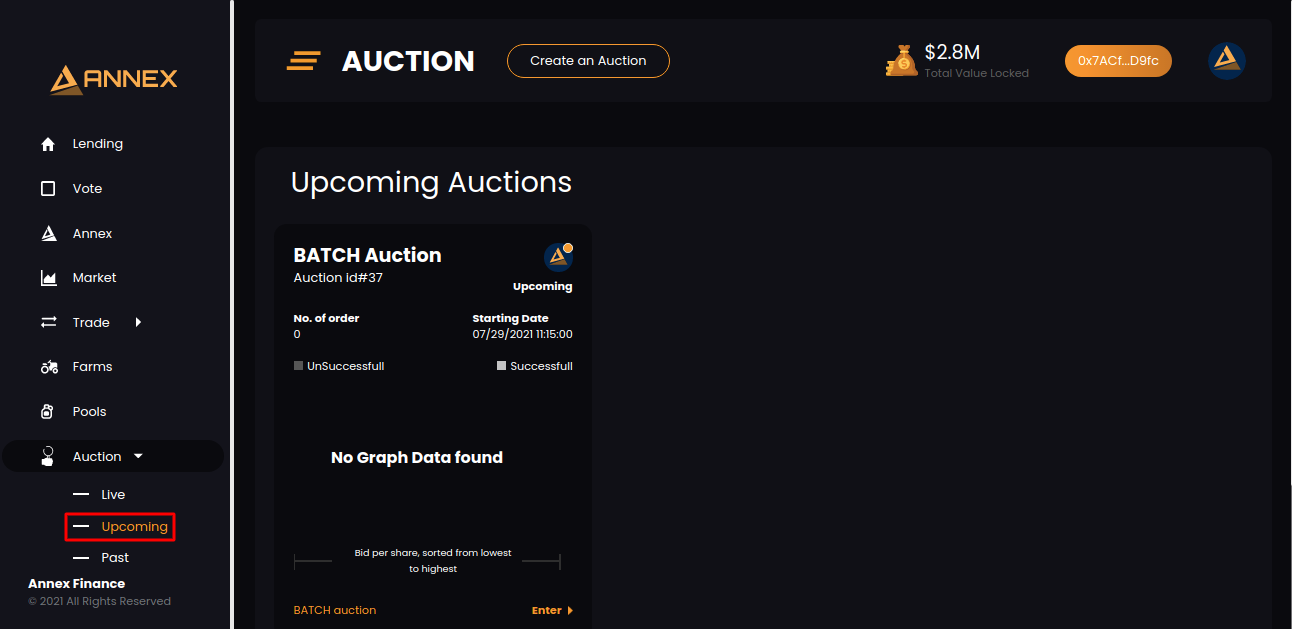 ANNEX
Lending
Vote
Annex
Market
Trade
Farms
Pools
Auction
Live
Upcoming
Past
Annex Finance
© 2021 All Rights Reserved
AUCTION
Create an Auction
$2.8M
Total Value Locked
0x7ACf...D9fc
Upcoming Auctions
BATCH Auction
Auction id#37
Upcoming
No. of order
0
Starting Date
07/29/2021 11:15:00
UnSuccessfull
Successfull
No Graph Data found
Bid per share, sorted from lowest
to highest
BATCH auction
Enter